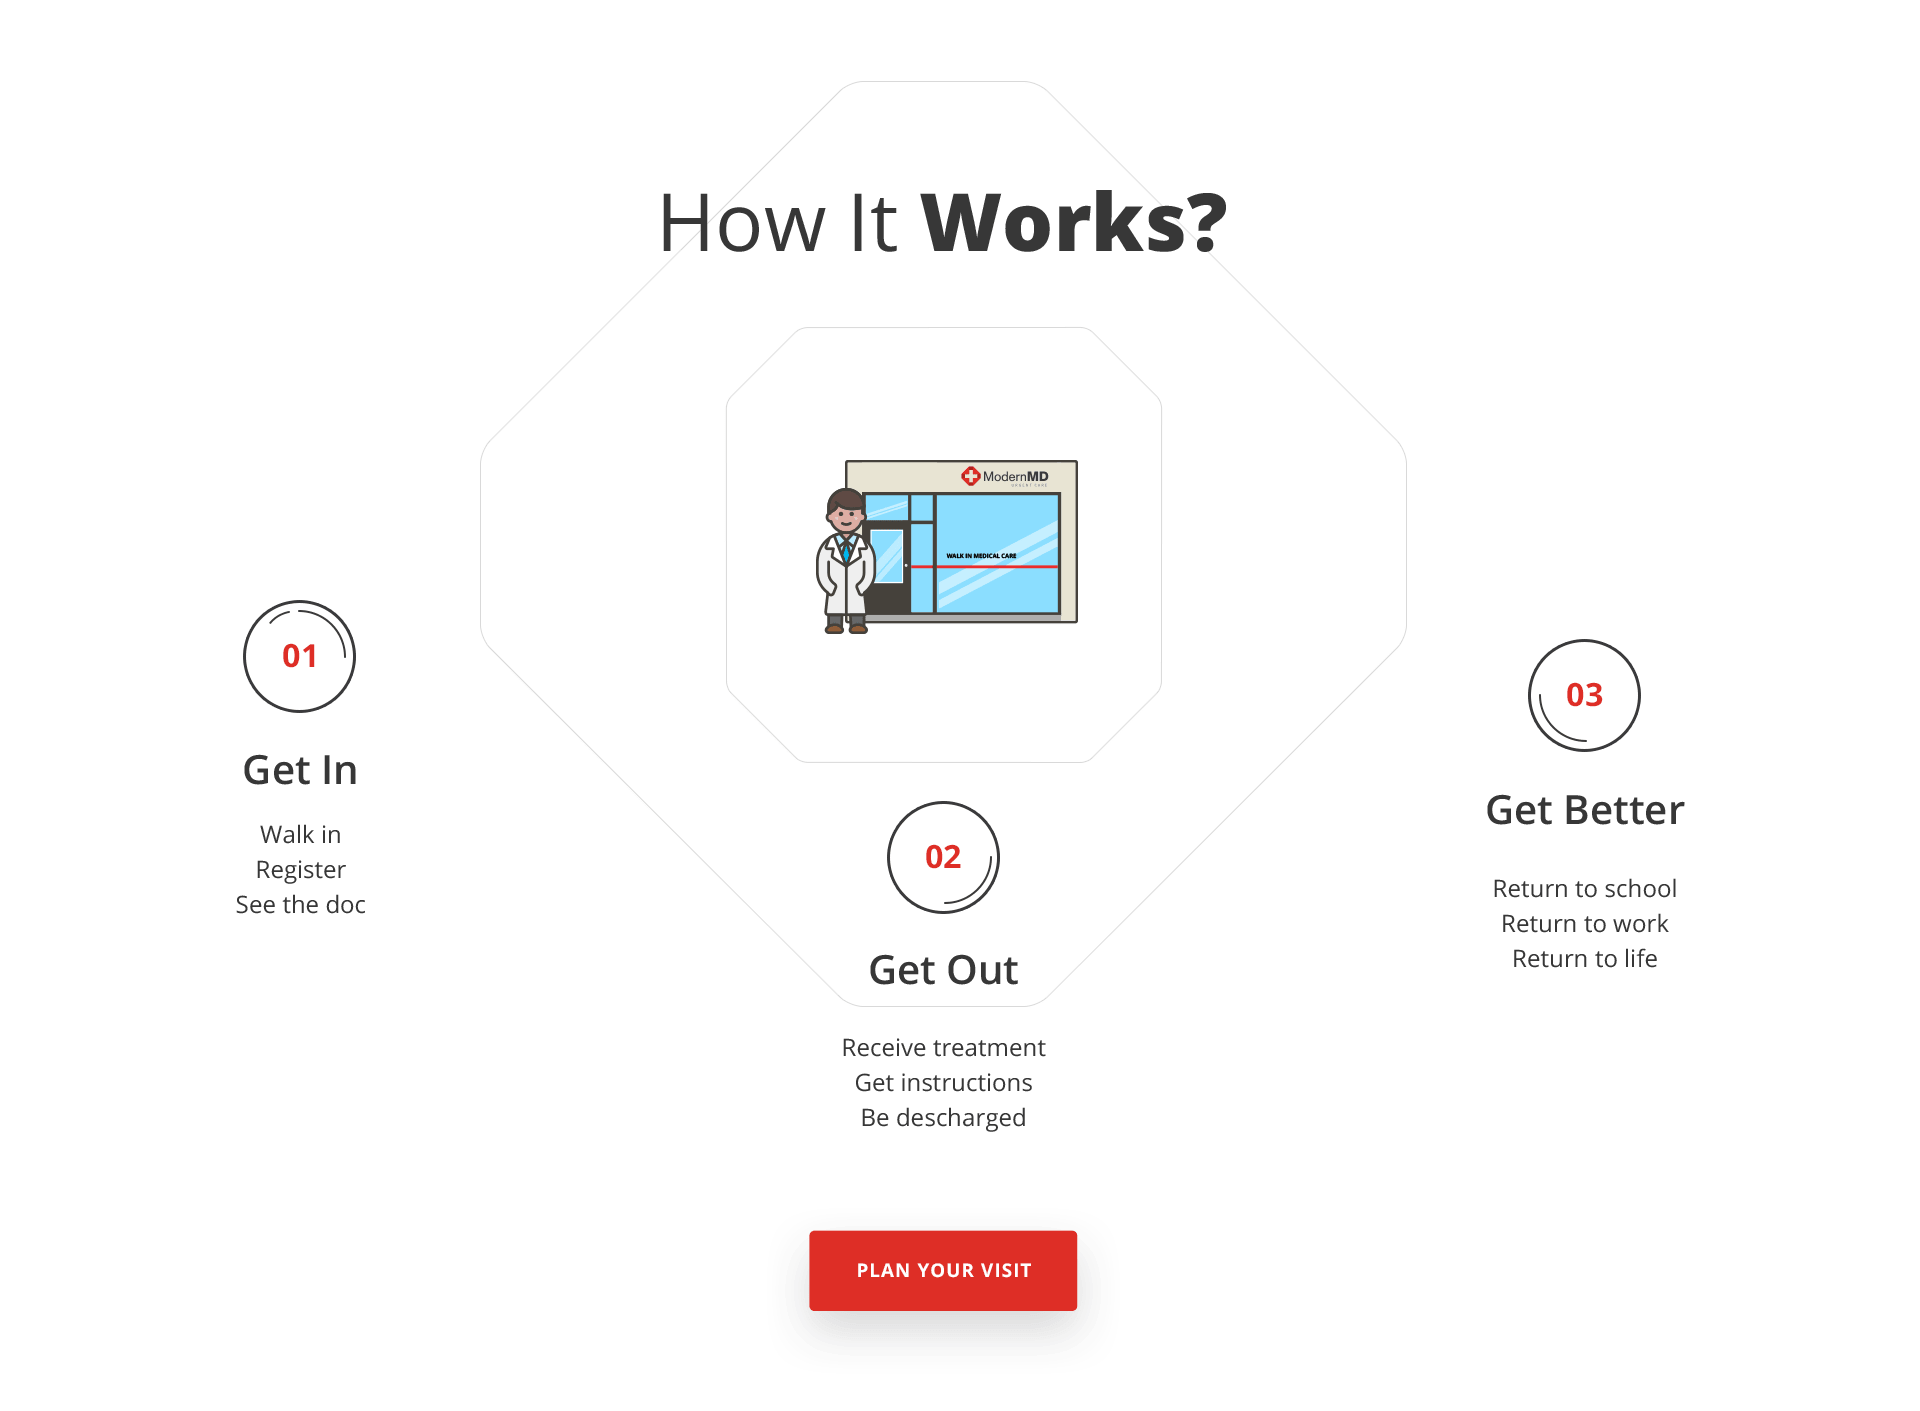 How It Works?
ModernMD
URGENT CARE
WALK IN MEDICAL CARE
01
Get In
Walk in
Register
See the doc
02
Get Out
Receive treatment
Get instructions
Be descharged
03
Get Better
Return to school
Return to work
Return to life
PLAN YOUR VISIT